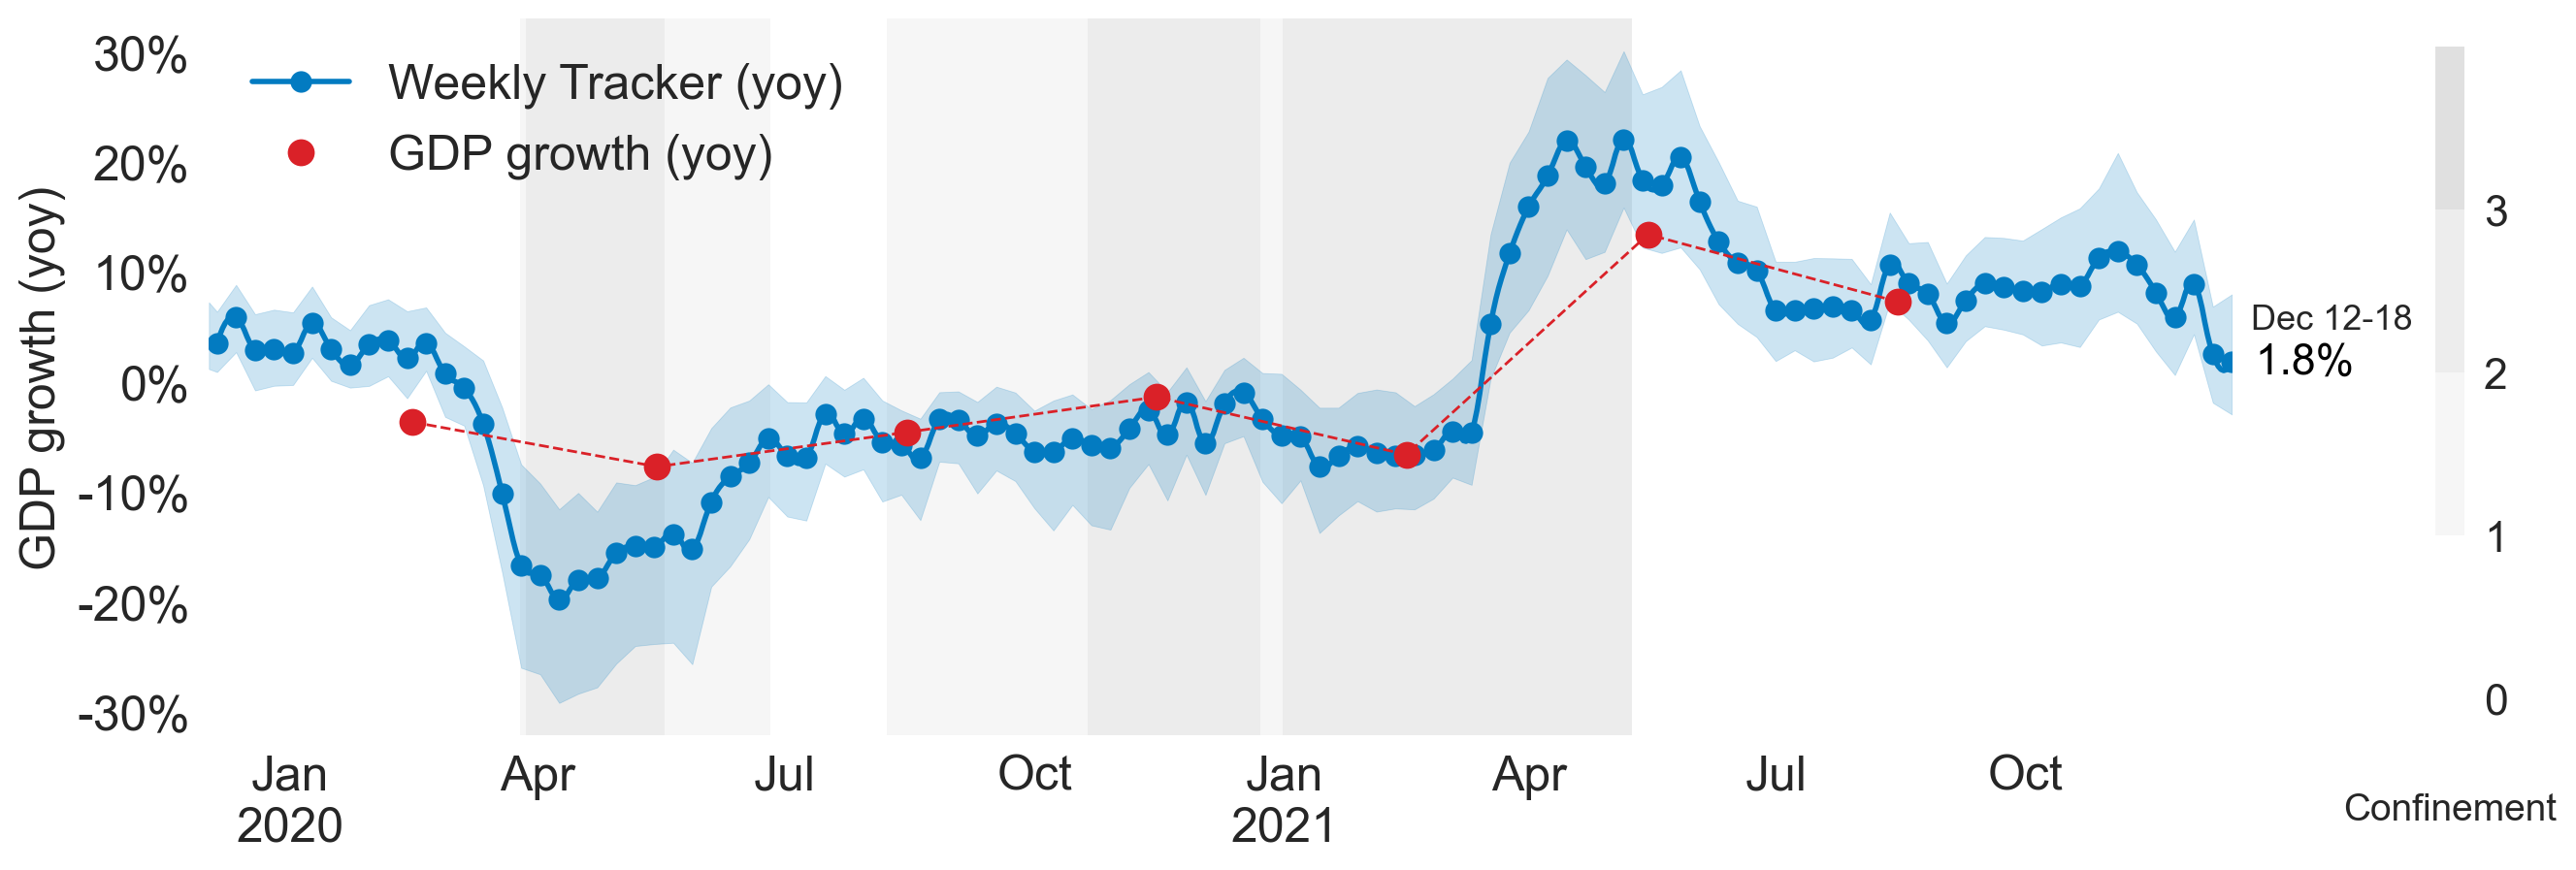 GDP growth (yoy)
30%
20%
10%
0%
-10%
-20%
-30%
Weekly Tracker (yoy)
GDP growth (yoy)
Dec 12-18
1.8%
3
2
1
0
Jan Apr Jul Oct Jan Apr Jul Oct
2020 2021
Confinement